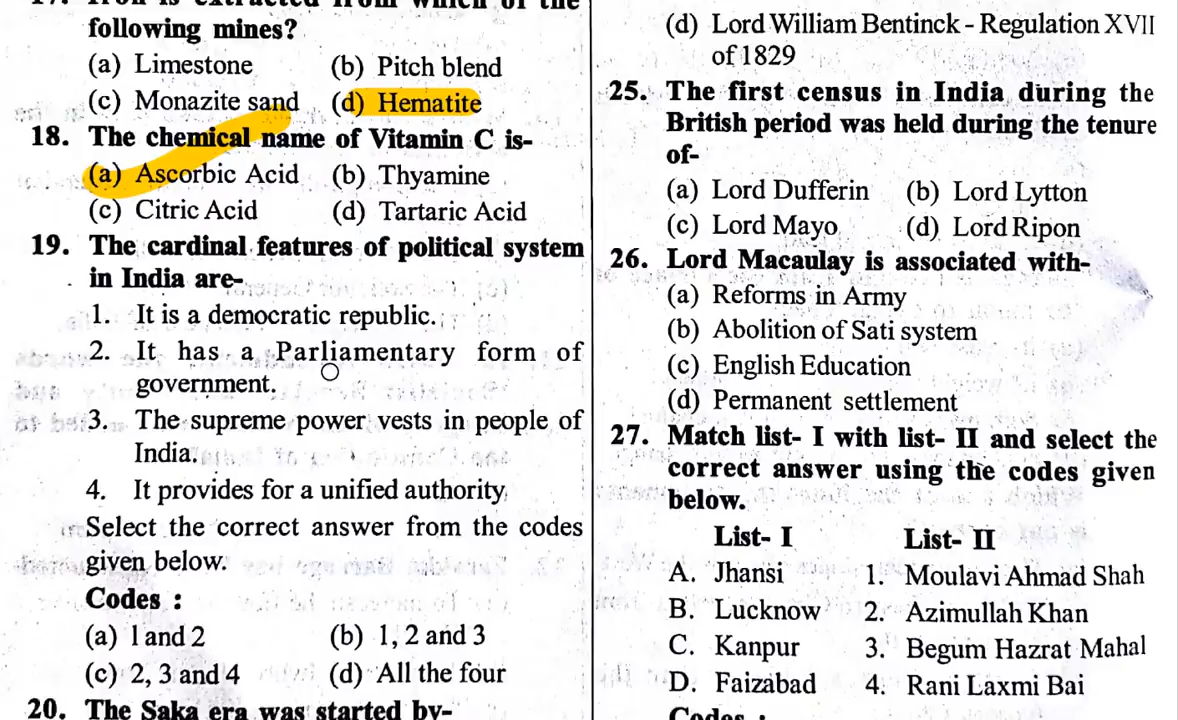 17. Iron is extracted from which of the
following mines?
(a) Limestone (b) Pitch blend
(c) Monazite sand (d) Hematite
18. The chemical name of Vitamin C is-
(a) Ascorbic Acid (b) Thyamine
(c) Citric Acid (d) Tartaric Acid
19. The cardinal features of political system
in India are-
1. It is a democratic republic.
2. It has a Parliamentary form of
government.
3. The supreme power vests in people of
India.
4. It provides for a unified authority.
Select the correct answer from the codes
given below:
Codes :
(a) 1 and 2 (b) 1, 2 and 3
(c) 2, 3 and 4 (d) All the four
20. The Saka era was started by-
(d) Lord William Bentinck - Regulation XVII
of 1829
25. The first census in India during the
British period was held during the tenure
of-
(a) Lord Dufferin (b) Lord Lytton
(c) Lord Mayo (d) Lord Ripon
26. Lord Macaulay is associated with-
(a) Reforms in Army
(b) Abolition of Sati system
(c) English Education
(d) Permanent settlement
27. Match list- I with list- II and select the
correct answer using the codes given
below.
List- I List- II
A. Jhansi 1. Moulavi Ahmad Shah
B. Lucknow 2. Azimullah Khan
C. Kanpur 3. Begum Hazrat Mahal
D. Faizabad 4. Rani Laxmi Bai
Codes :